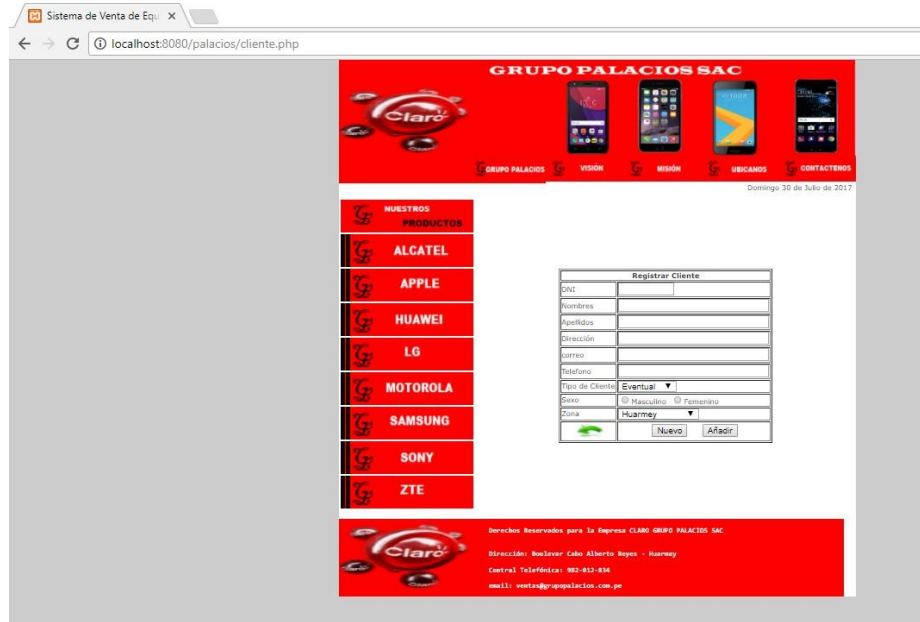 Sistema de Venta de Equ
localhost:8080/palacios/cliente.php
GRUPO PALACIOS SAC
Claro
GRUPO PALACIOS
VISIÓN
MISIÓN
UBICANOS
CONTACTENOS
Domingo 30 de Julio de 2017
NUESTROS
PRODUCTOS
ALCATEL
APPLE
HUAWEI
LG
MOTOROLA
SAMSUNG
SONY
ZTE
Registrar Cliente
DNI
Nombres
Apellidos
Dirección
correo
Telefono
Tipo de Cliente Eventual
Sexo Masculino Femenino
Zona Huarmey
Nuevo Añadir
Claro
Derechos Reservados para la Empresa CLARO GRUPO PALACIOS SAC
Dirección: Boulavar Cabo Alberto Reyes - Huarmey
Central Telefónica: 982-012-834
email: ventas@grupopalacios.com.pe